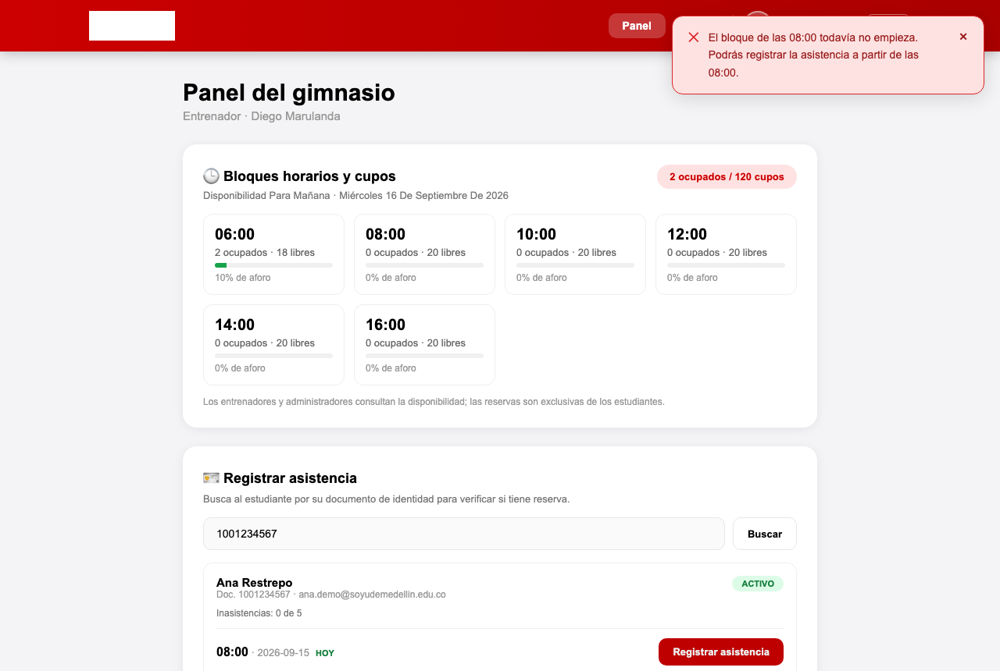 Panel
El bloque de las 08:00 todavía no empieza.
Podrás registrar la asistencia a partir de las
08:00.
×
Panel del gimnasio
Entrenador · Diego Marulanda
Bloques horarios y cupos
2 ocupados / 120 cupos
Disponibilidad Para Mañana · Miércoles 16 De Septiembre De 2026
06:00
2 ocupados · 18 libres
10% de aforo
08:00
0 ocupados · 20 libres
0% de aforo
10:00
0 ocupados · 20 libres
0% de aforo
12:00
0 ocupados · 20 libres
0% de aforo
14:00
0 ocupados · 20 libres
0% de aforo
16:00
0 ocupados · 20 libres
0% de aforo
Los entrenadores y administradores consultan la disponibilidad; las reservas son exclusivas de los estudiantes.
Registrar asistencia
Busca al estudiante por su documento de identidad para verificar si tiene reserva.
1001234567
Buscar
Ana Restrepo
ACTIVO
Doc. 1001234567 · ana.demo@soyudemedellin.edu.co
Inasistencias: 0 de 5
08:00 · 2026-09-15 HOY
Registrar asistencia